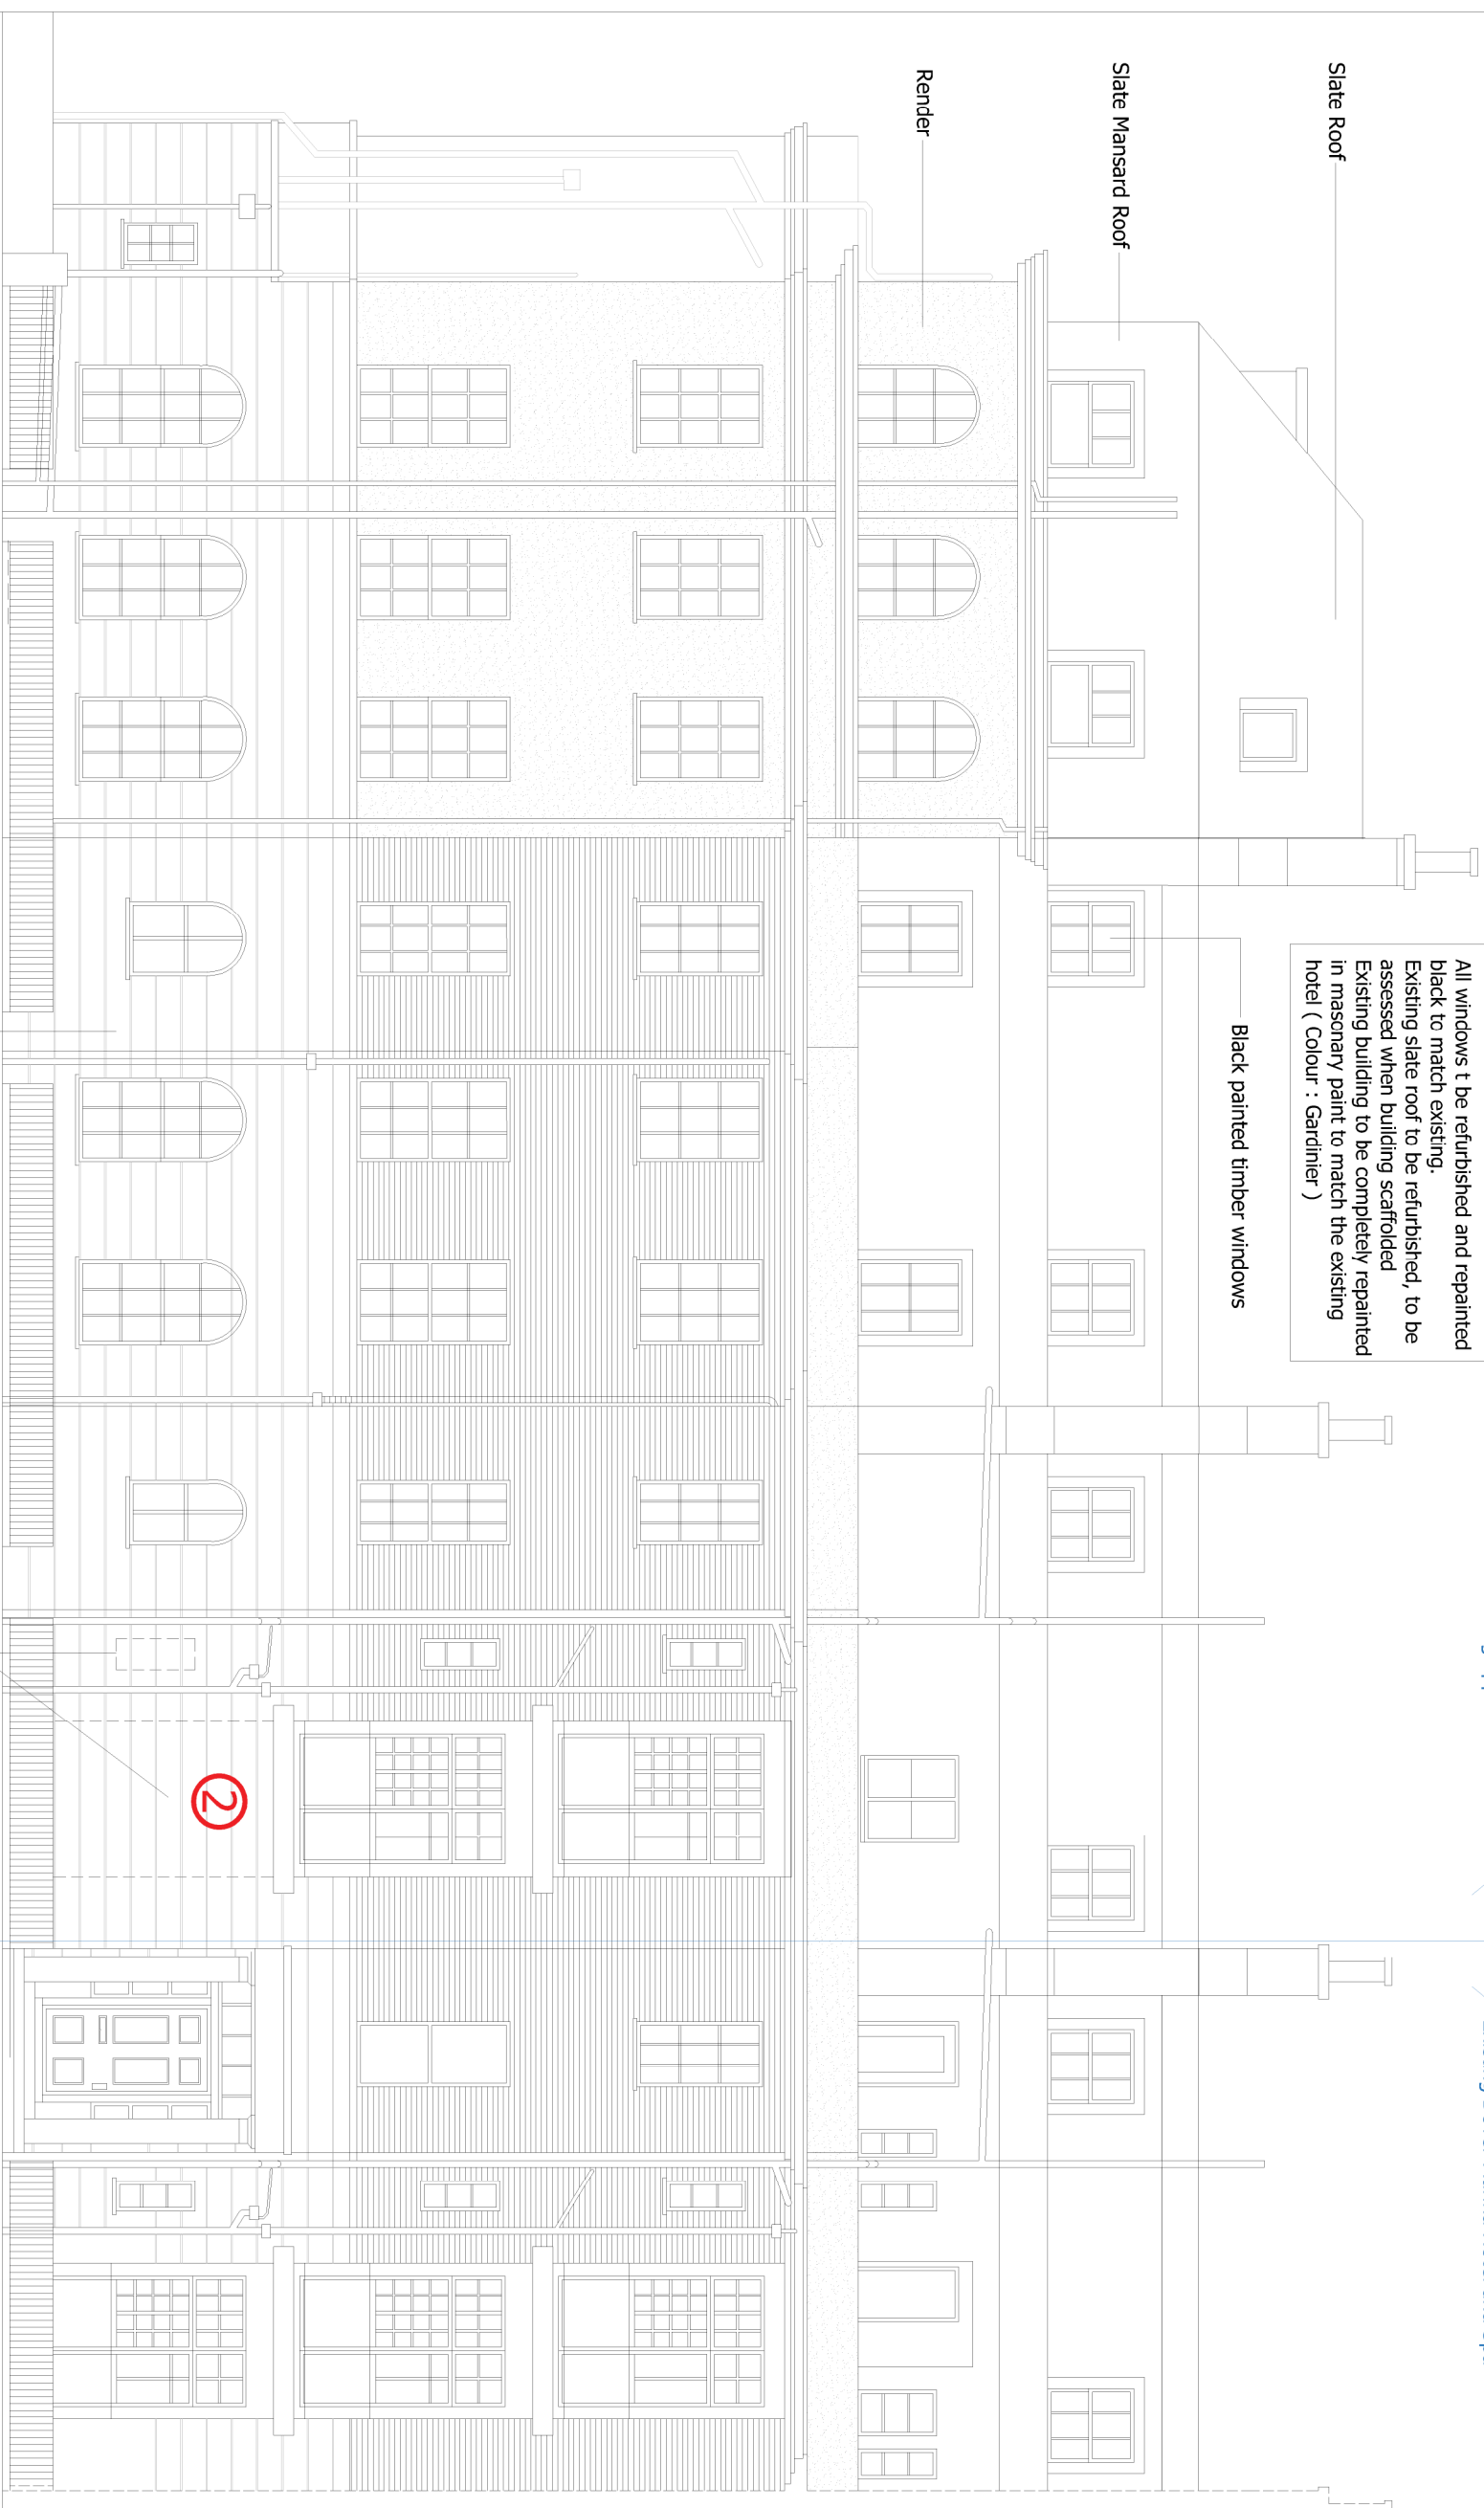 Slate Roof
Slate Mansard Roof
Render
All windows t be refurbished and repainted
black to match existing.
Existing slate roof to be refurbished, to be
assessed when building scaffolded
Existing building to be completely repainted
in masonary paint to match the existing
hotel ( Colour : Gardinier )
Black painted timber windows
2